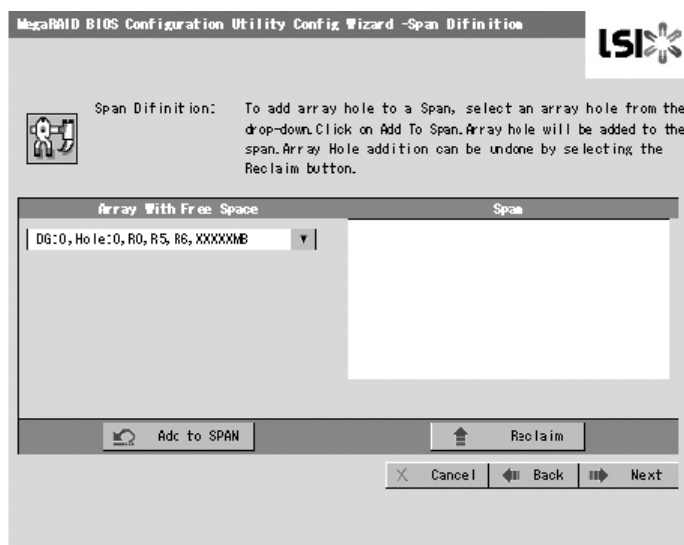 MegaRAID BIOS Configuration Utility Config Wizard -Span Difinition
LSI
Span Difinition:
To add array hole to a Span, select an array hole from the
drop-down.Click on Add To Span.Array hole will be added to the
span.Array Hole addition can be undone by selecting the
Reclaim button.
Array With Free Space
Span
DG:0,Hole:0,R0,R5,R6,XXXXXMB
Add to SPAN
Reclaim
X Cancel
Back
Next